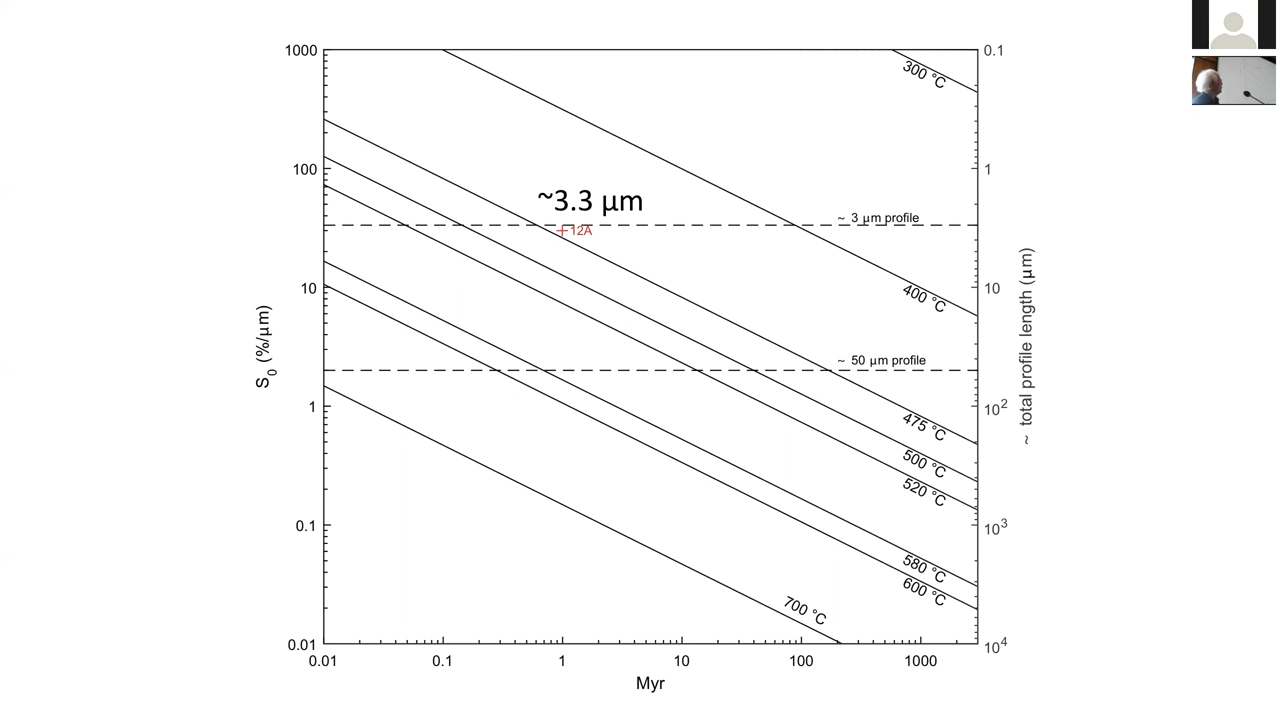 1000
100
10
1
0.1
0.01
S0 (%/µm)
0.01
0.1
1
10
100
1000
Myr
0.1
1
10
10²
10³
10⁴
~ total profile length (µm)
~3.3 µm
12A
~ 3 µm profile
~ 50 µm profile
300 °C
400 °C
475 °C
500 °C
520 °C
580 °C
600 °C
700 °C